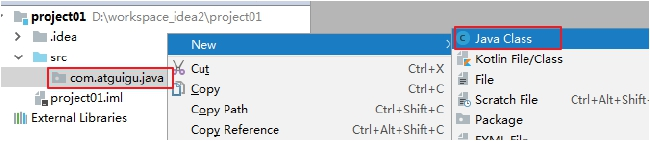 project01 D:\workspace_idea2\project01
.idea
src
com.atguigu.java
project01.iml
External Libraries
New
Cut Ctrl+X
Copy Ctrl+C
Copy Path Ctrl+Shift+C
Copy Reference Ctrl+Alt+Shift+C
Java Class
Kotlin File/Class
File
Scratch File Ctrl+Alt+Shift+
Package
FXML File